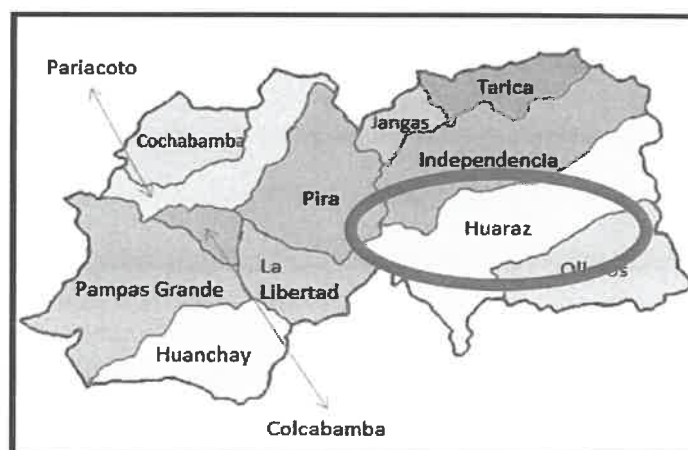 Pariacoto
Tarica
Jangas
Cochabamba
Independencia
Pira
Huaraz
La
Libertad
Pampas Grande
Huanchay
Colcabamba